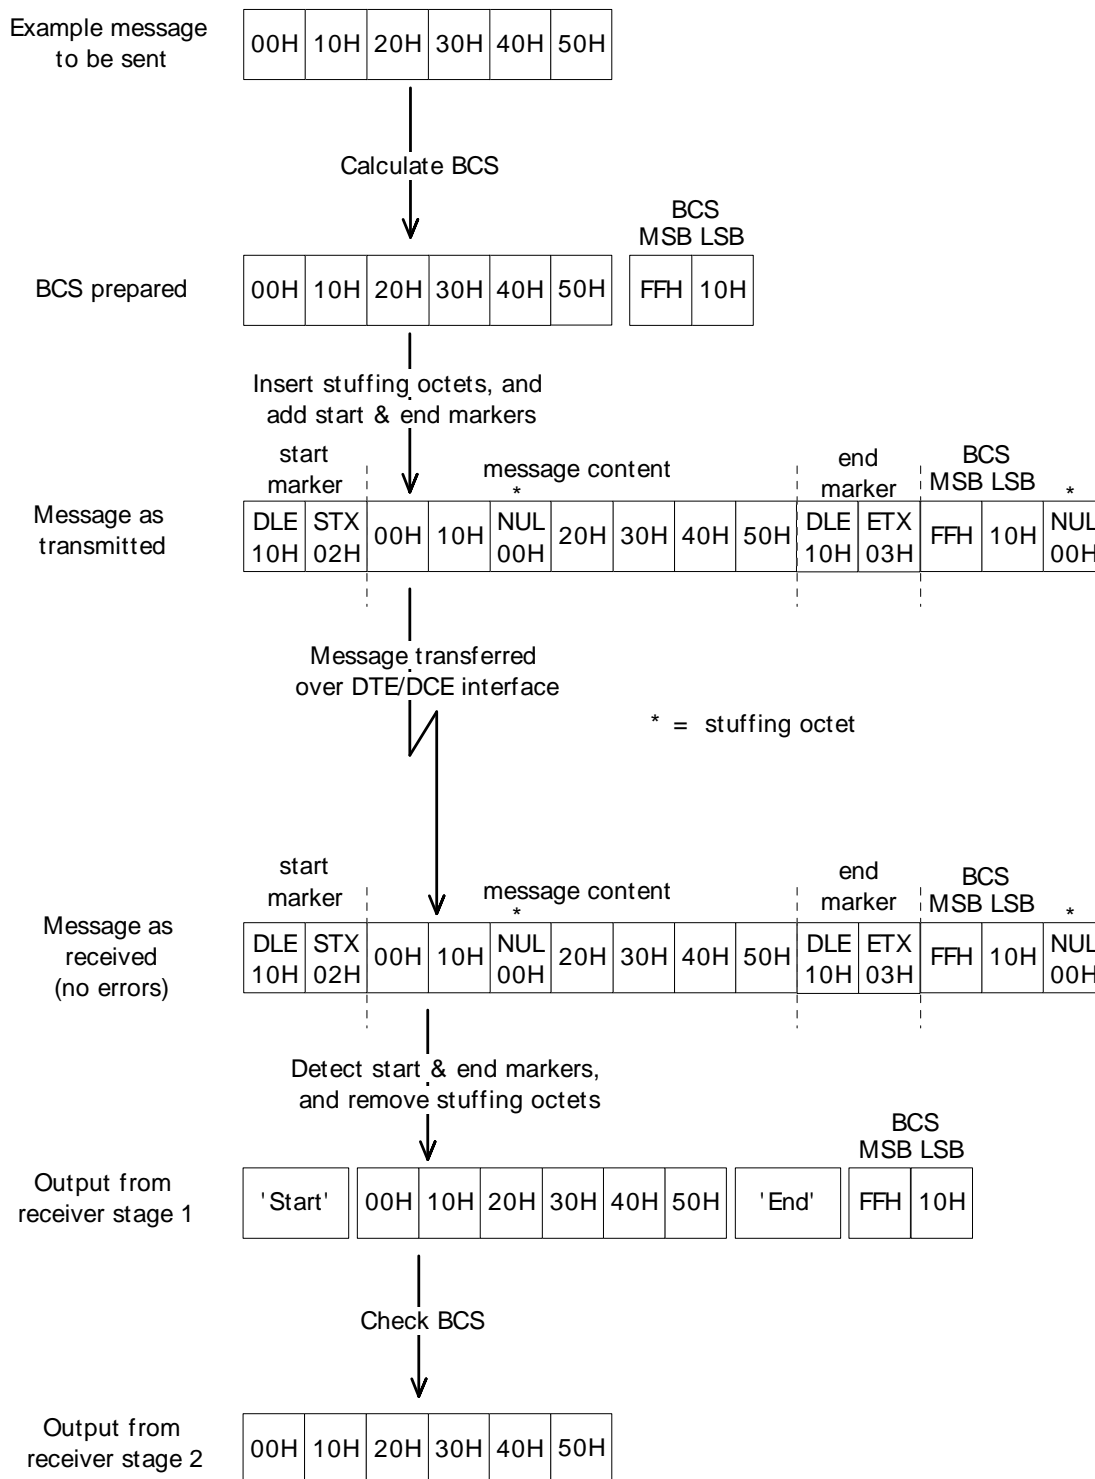 Example message
to be sent
00H 10H 20H 30H 40H 50H
Calculate BCS
BCS
MSB LSB
BCS prepared
00H 10H 20H 30H 40H 50H FFH 10H
Insert stuffing octets, and
add start & end markers
start
marker
message content
*
end
marker
BCS
MSB LSB
*
Message as
transmitted
DLE STX 00H 10H NUL 20H 30H 40H 50H DLE ETX FFH 10H NUL
10H 02H 00H 10H 03H 00H
Message transferred
over DTE/DCE interface
* = stuffing octet
start
marker
message content
*
end
marker
BCS
MSB LSB
*
Message as
received
(no errors)
DLE STX 00H 10H NUL 20H 30H 40H 50H DLE ETX FFH 10H NUL
10H 02H 00H 10H 03H 00H
Detect start & end markers,
and remove stuffing octets
BCS
MSB LSB
Output from
receiver stage 1
'Start' 00H 10H 20H 30H 40H 50H 'End' FFH 10H
Check BCS
Output from
receiver stage 2
00H 10H 20H 30H 40H 50H